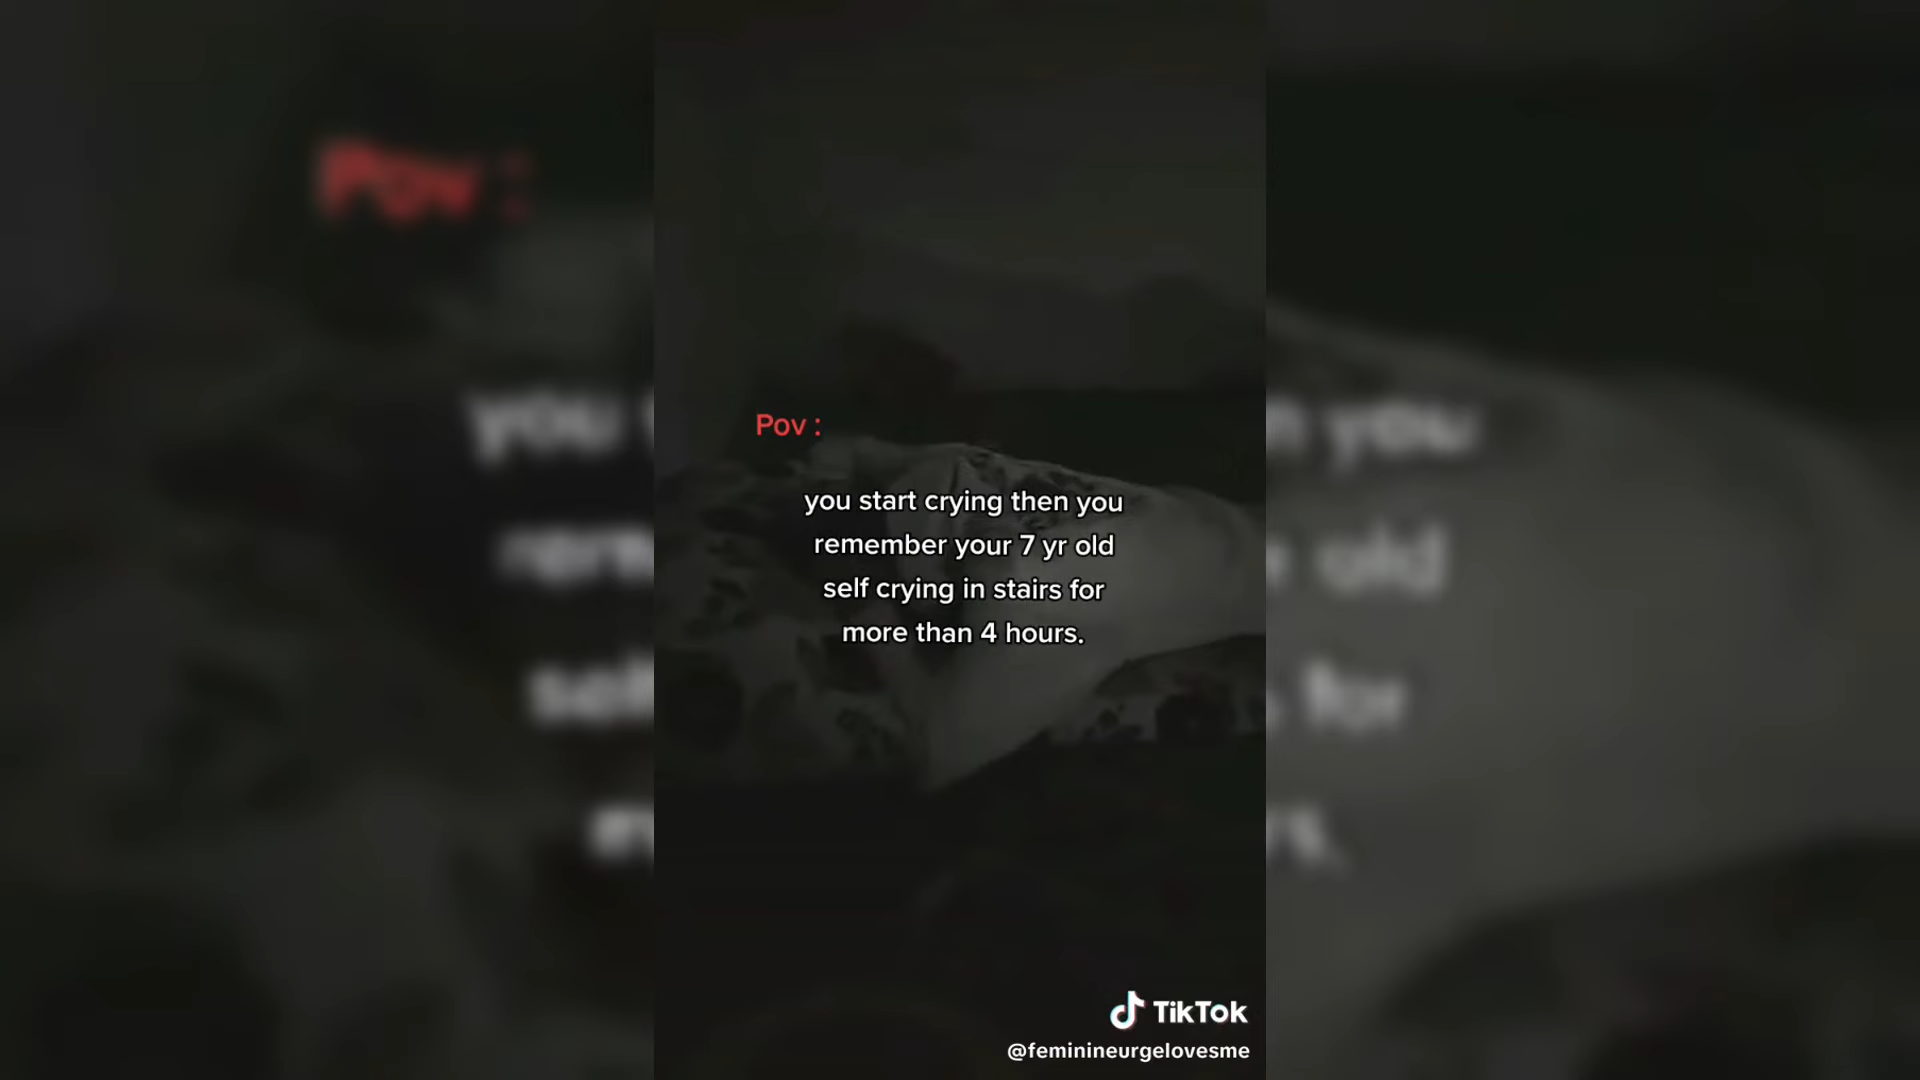 Pov :
you start crying then you
remember your 7 yr old
self crying in stairs for
more than 4 hours.
TikTok
@feminineurgelovesme